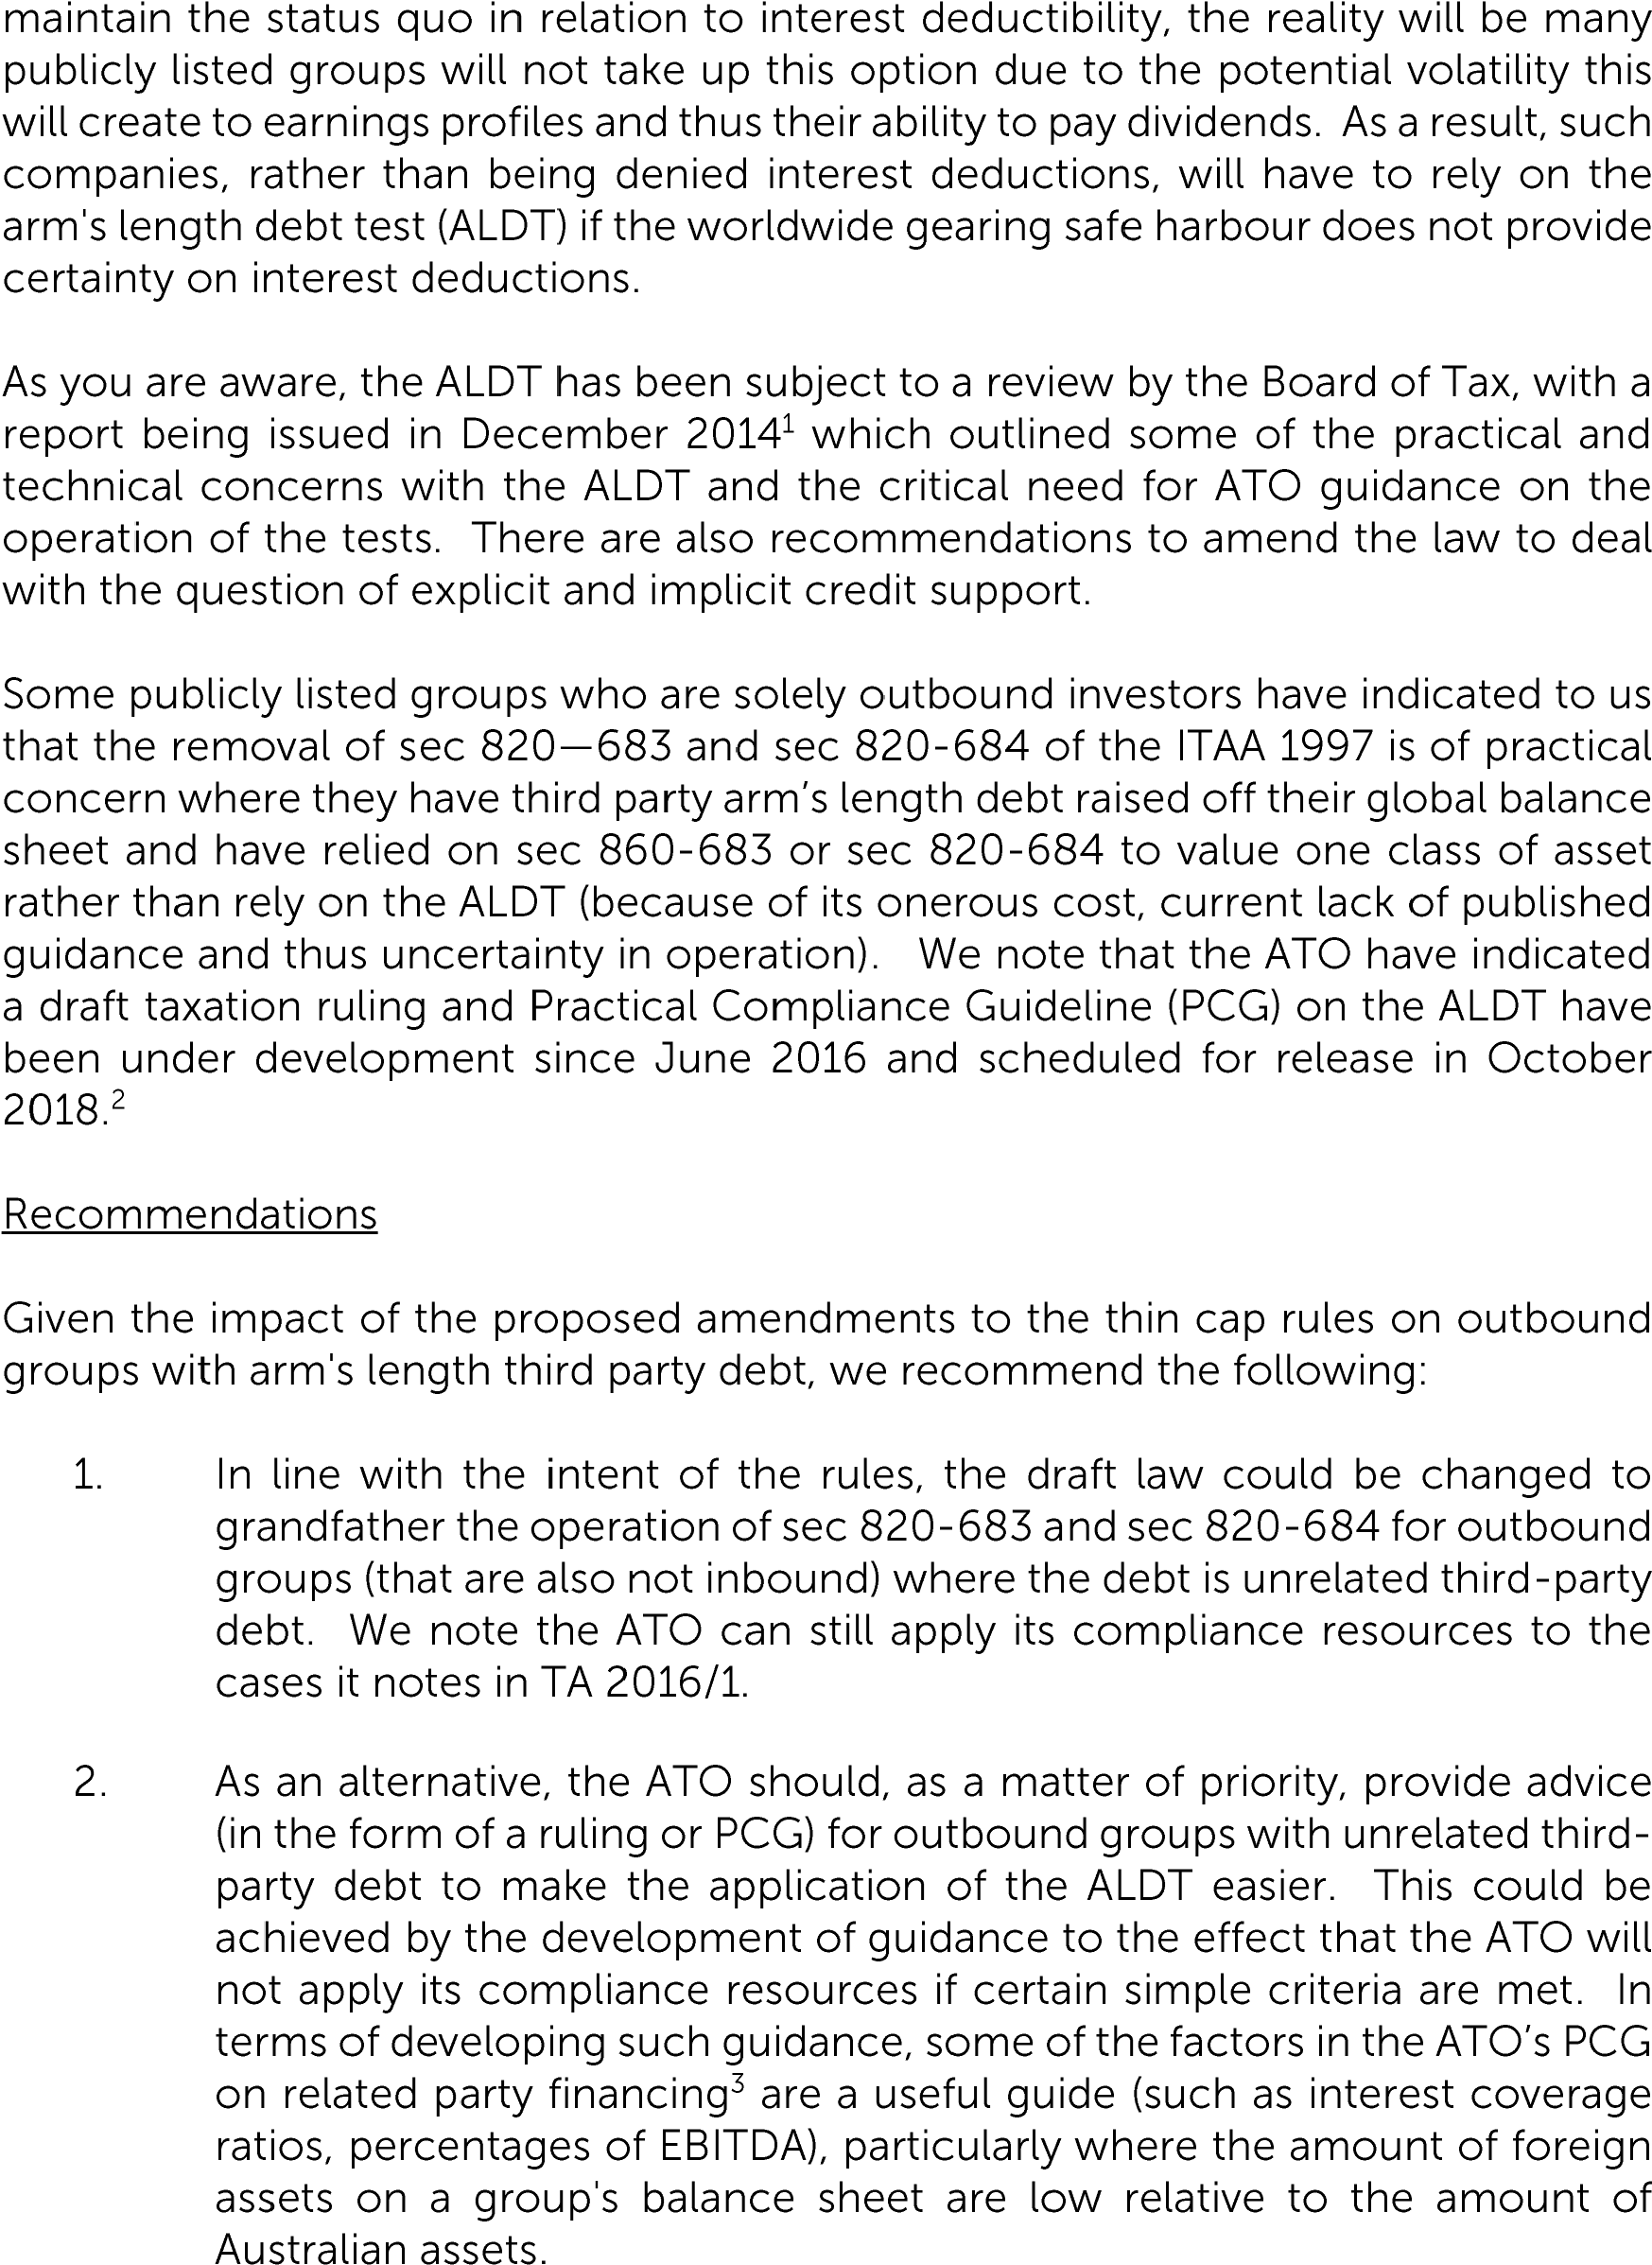 maintain the status quo in relation to interest deductibility, the reality will be many
publicly listed groups will not take up this option due to the potential volatility this
will create to earnings profiles and thus their ability to pay dividends.  As a result, such
companies, rather than being denied interest deductions, will have to rely on the
arm's length debt test (ALDT) if the worldwide gearing safe harbour does not provide
certainty on interest deductions.
As you are aware, the ALDT has been subject to a review by the Board of Tax, with a
report being issued in December 2014¹ which outlined some of the practical and
technical concerns with the ALDT and the critical need for ATO guidance on the
operation of the tests.  There are also recommendations to amend the law to deal
with the question of explicit and implicit credit support.
Some publicly listed groups who are solely outbound investors have indicated to us
that the removal of sec 820—683 and sec 820-684 of the ITAA 1997 is of practical
concern where they have third party arm’s length debt raised off their global balance
sheet and have relied on sec 860-683 or sec 820-684 to value one class of asset
rather than rely on the ALDT (because of its onerous cost, current lack of published
guidance and thus uncertainty in operation).   We note that the ATO have indicated
a draft taxation ruling and Practical Compliance Guideline (PCG) on the ALDT have
been under development since June 2016 and scheduled for release in October
2018.²
Recommendations
Given the impact of the proposed amendments to the thin cap rules on outbound
groups with arm's length third party debt, we recommend the following:
1. In line with the intent of the rules, the draft law could be changed to
grandfather the operation of sec 820-683 and sec 820-684 for outbound
groups (that are also not inbound) where the debt is unrelated third-party
debt.  We note the ATO can still apply its compliance resources to the
cases it notes in TA 2016/1.
2. As an alternative, the ATO should, as a matter of priority, provide advice
(in the form of a ruling or PCG) for outbound groups with unrelated third-
party debt to make the application of the ALDT easier.  This could be
achieved by the development of guidance to the effect that the ATO will
not apply its compliance resources if certain simple criteria are met.  In
terms of developing such guidance, some of the factors in the ATO’s PCG
on related party financing³ are a useful guide (such as interest coverage
ratios, percentages of EBITDA), particularly where the amount of foreign
assets on a group's balance sheet are low relative to the amount of
Australian assets.